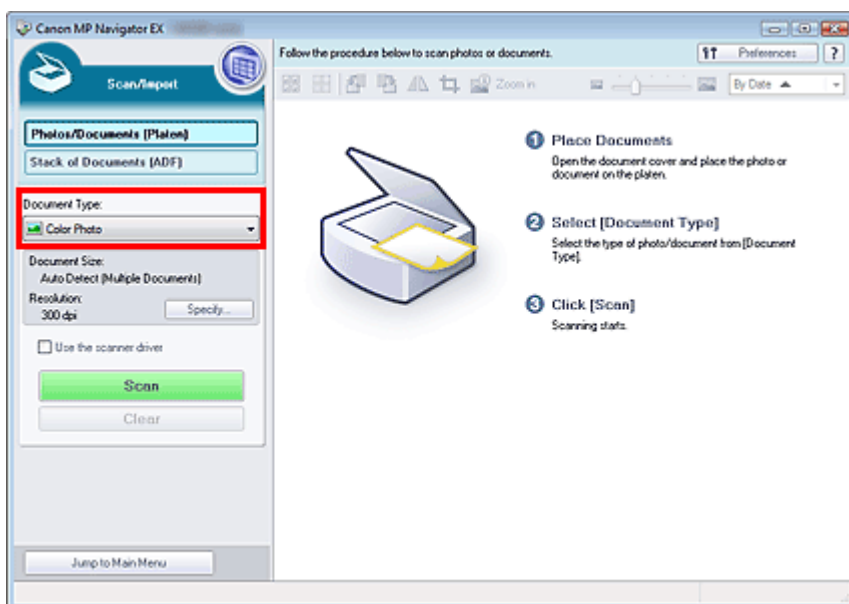 Canon MP Navigator EX
Scan/Import
Photos/Documents (Platen)
Stack of Documents (ADF)
Document Type:
Color Photo
Document Size:
Auto Detect (Multiple Documents)
Resolution:
300 dpi
Specify...
Use the scanner driver
Scan
Clear
Jump to Main Menu
Follow the procedure below to scan photos or documents.
Preferences
?
Zoom in
By Date
1 Place Documents
Open the document cover and place the photo or
document on the platen.
2 Select [Document Type]
Select the type of photo/document from [Document
Type].
3 Click [Scan]
Scanning starts.